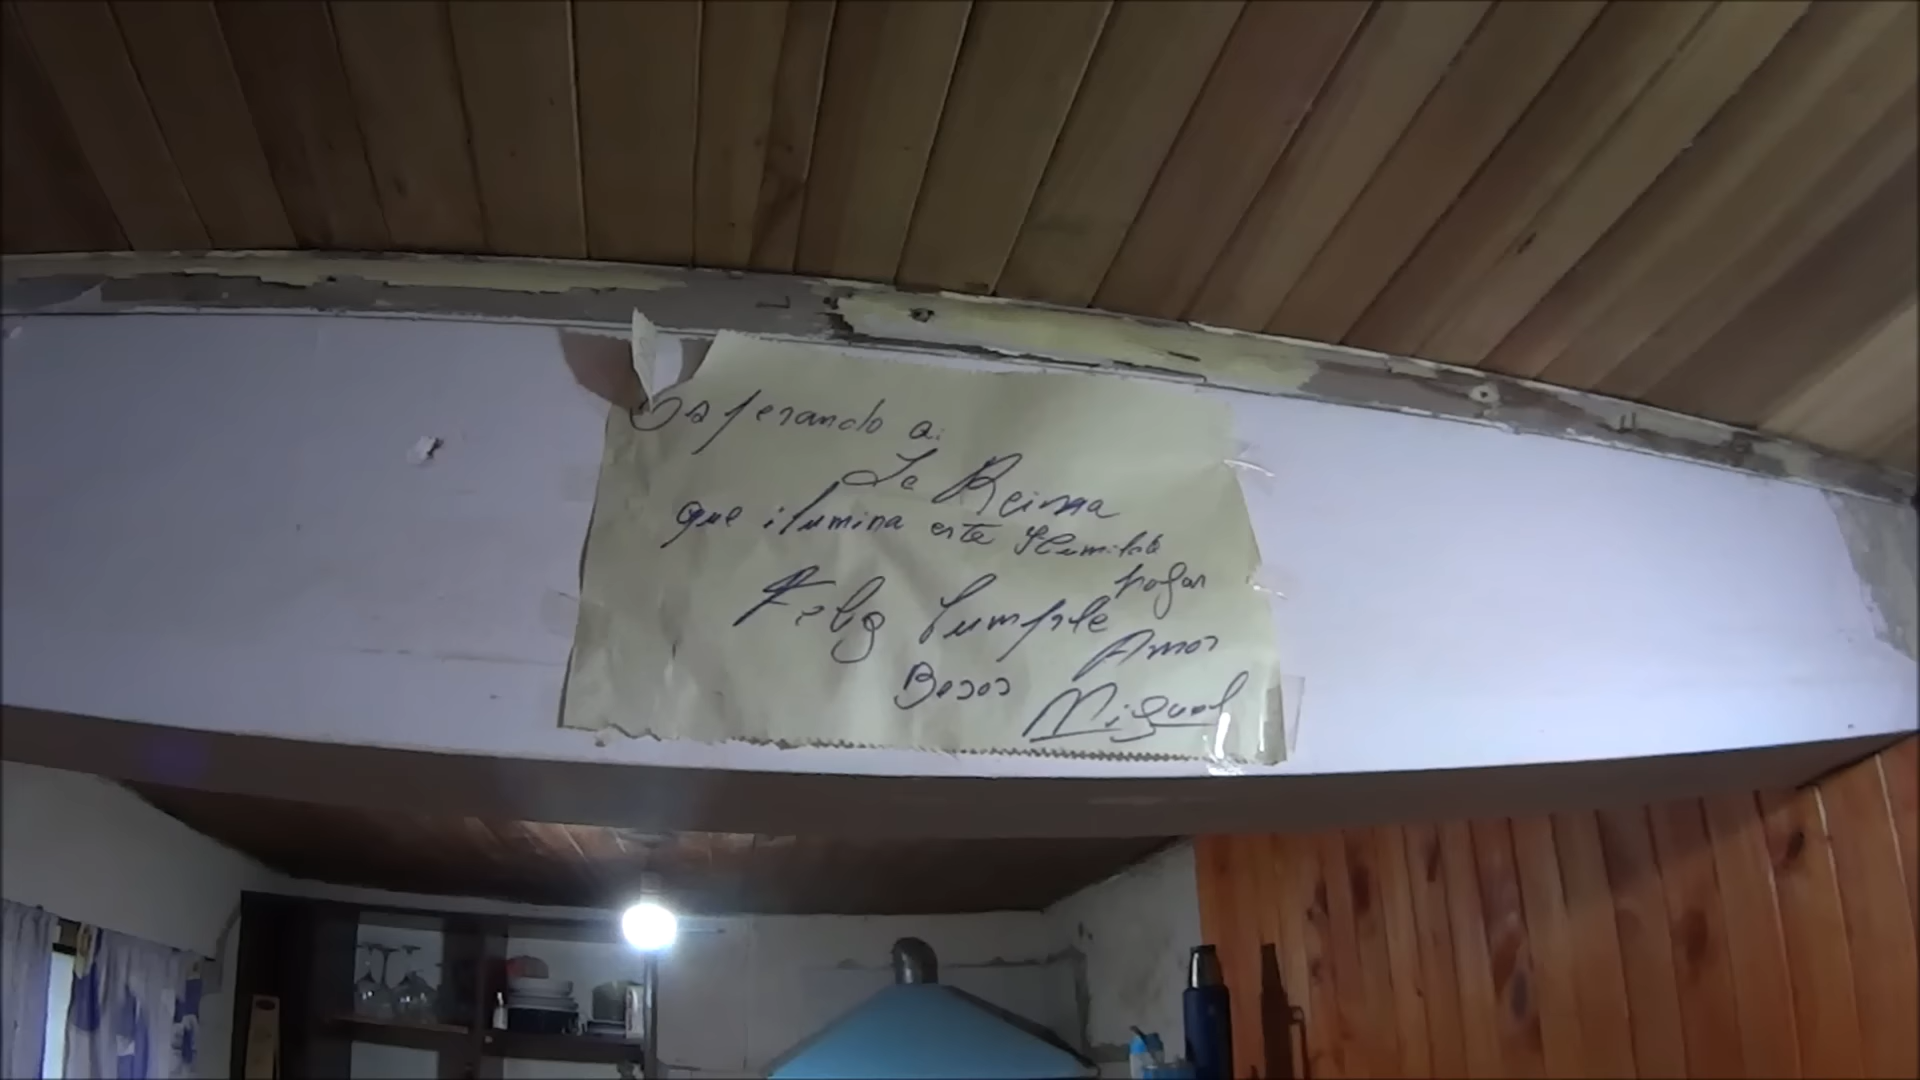 Esperando a:
La Reina
que ilumina este Humilde
hogar
Feliz Cumple
Amor
Besos
Miguel